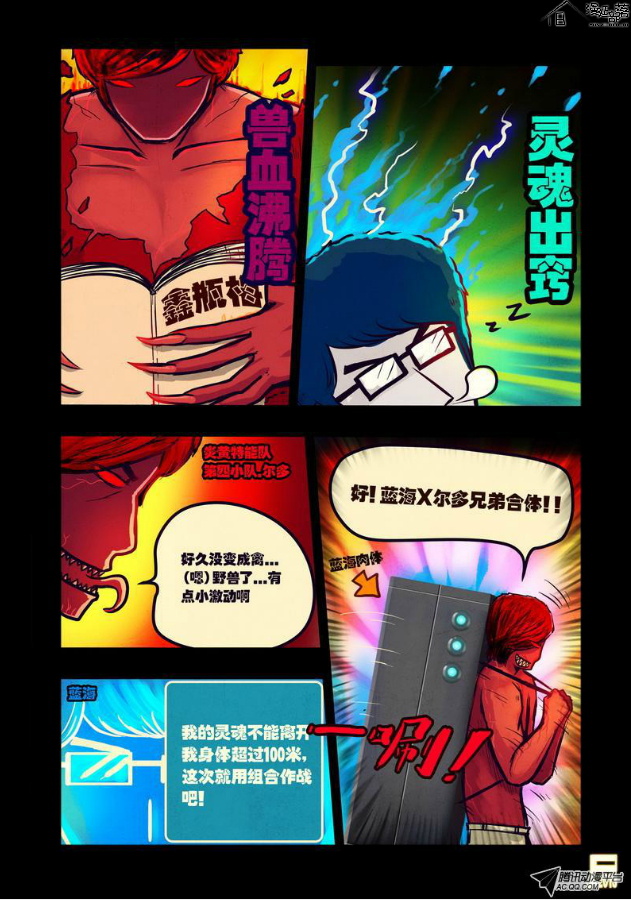 兽血沸腾
鑫瓶梅
灵魂出窍
z z
炎黄特能队
第四小队.尔多
好久没变成禽...
（嗯）野兽了...有
点小激动啊
好！蓝海X尔多兄弟合体！！
蓝海肉体
蓝海
我的灵魂不能离开
我身体超过100米，
这次就用组合作战
吧！
一唰！
腾讯动漫平台
AC.QQ.COM